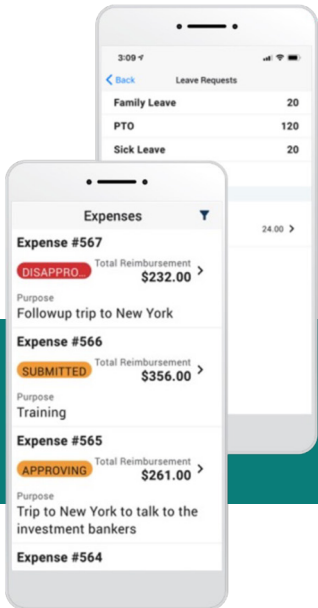 3:09
Back Leave Requests
Family Leave 20
PTO 120
Sick Leave 20
24.00 >
Expenses
Expense #567
DISAPPRO... Total Reimbursement
$232.00 >
Purpose
Followup trip to New York
Expense #566
SUBMITTED Total Reimbursement
$356.00 >
Purpose
Training
Expense #565
APPROVING Total Reimbursement
$261.00 >
Purpose
Trip to New York to talk to the
investment bankers
Expense #564